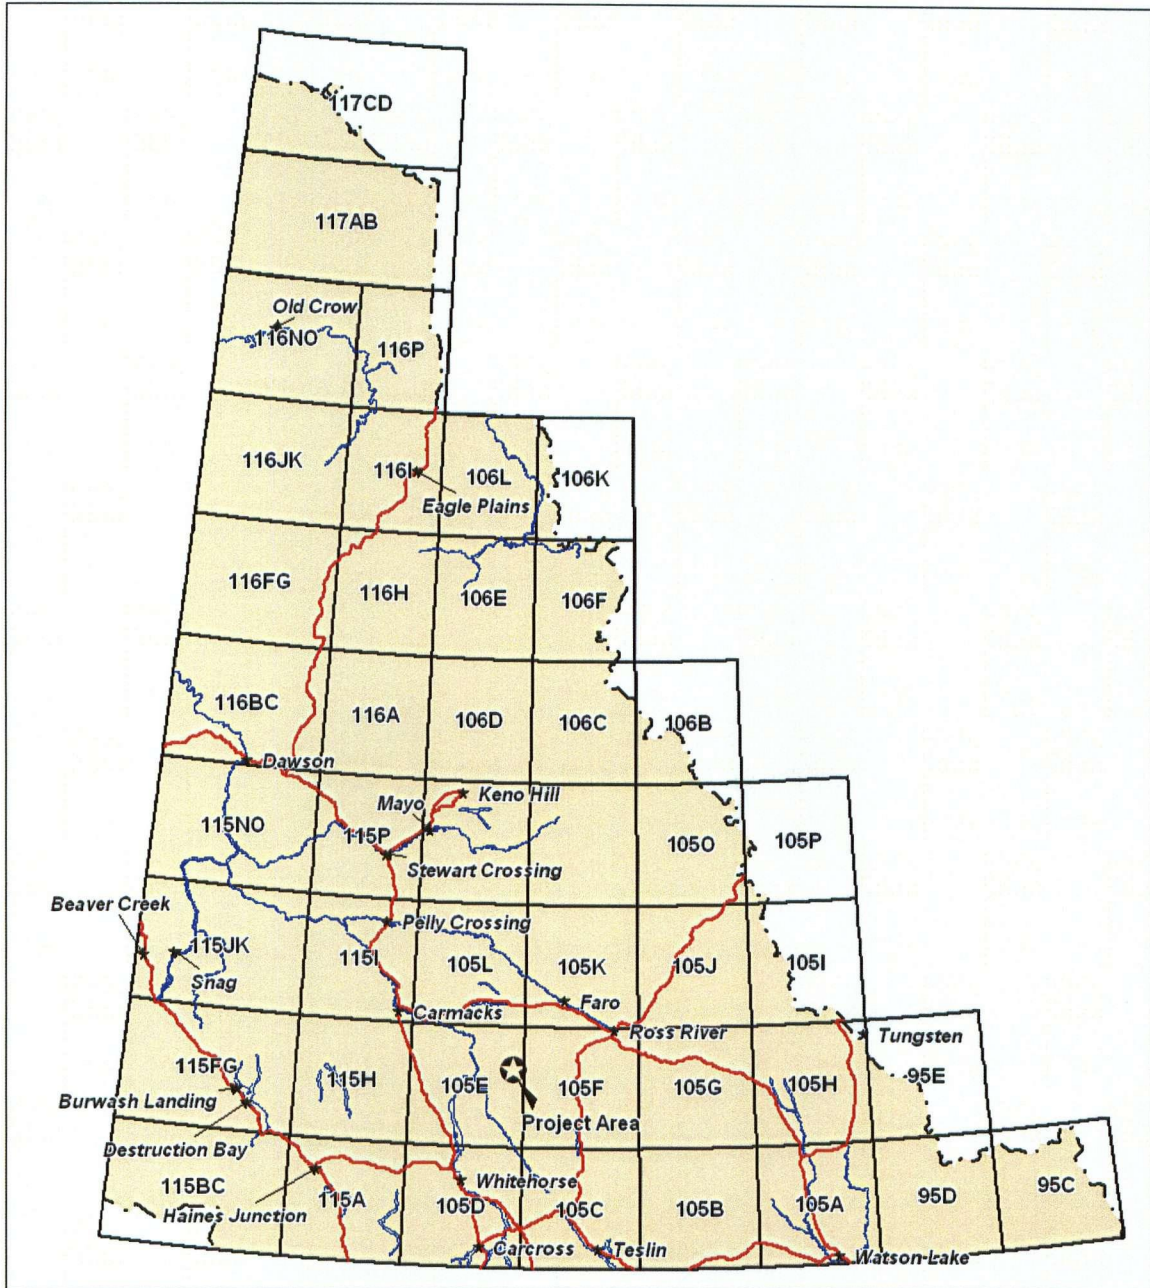 117CD
117AB
Old Crow
116NO
116P
116JK
116I
106L
106K
Eagle Plains
116FG
116H
106E
106F
116BC
116A
106D
106C
106B
Dawson
Mayo
Keno Hill
115NO
115P
105O
105P
Stewart Crossing
Beaver Creek
Pelly Crossing
115JK
115I
105L
105K
105J
105I
Snag
Carmacks
Faro
Ross River
Tungsten
115FG
115H
105E
105F
105G
105H
95E
Burwash Landing
Project Area
Destruction Bay
115BC
Whitehorse
115A
105D
105C
105B
105A
95D
95C
Haines Junction
Carcross
Teslin
Watson Lake